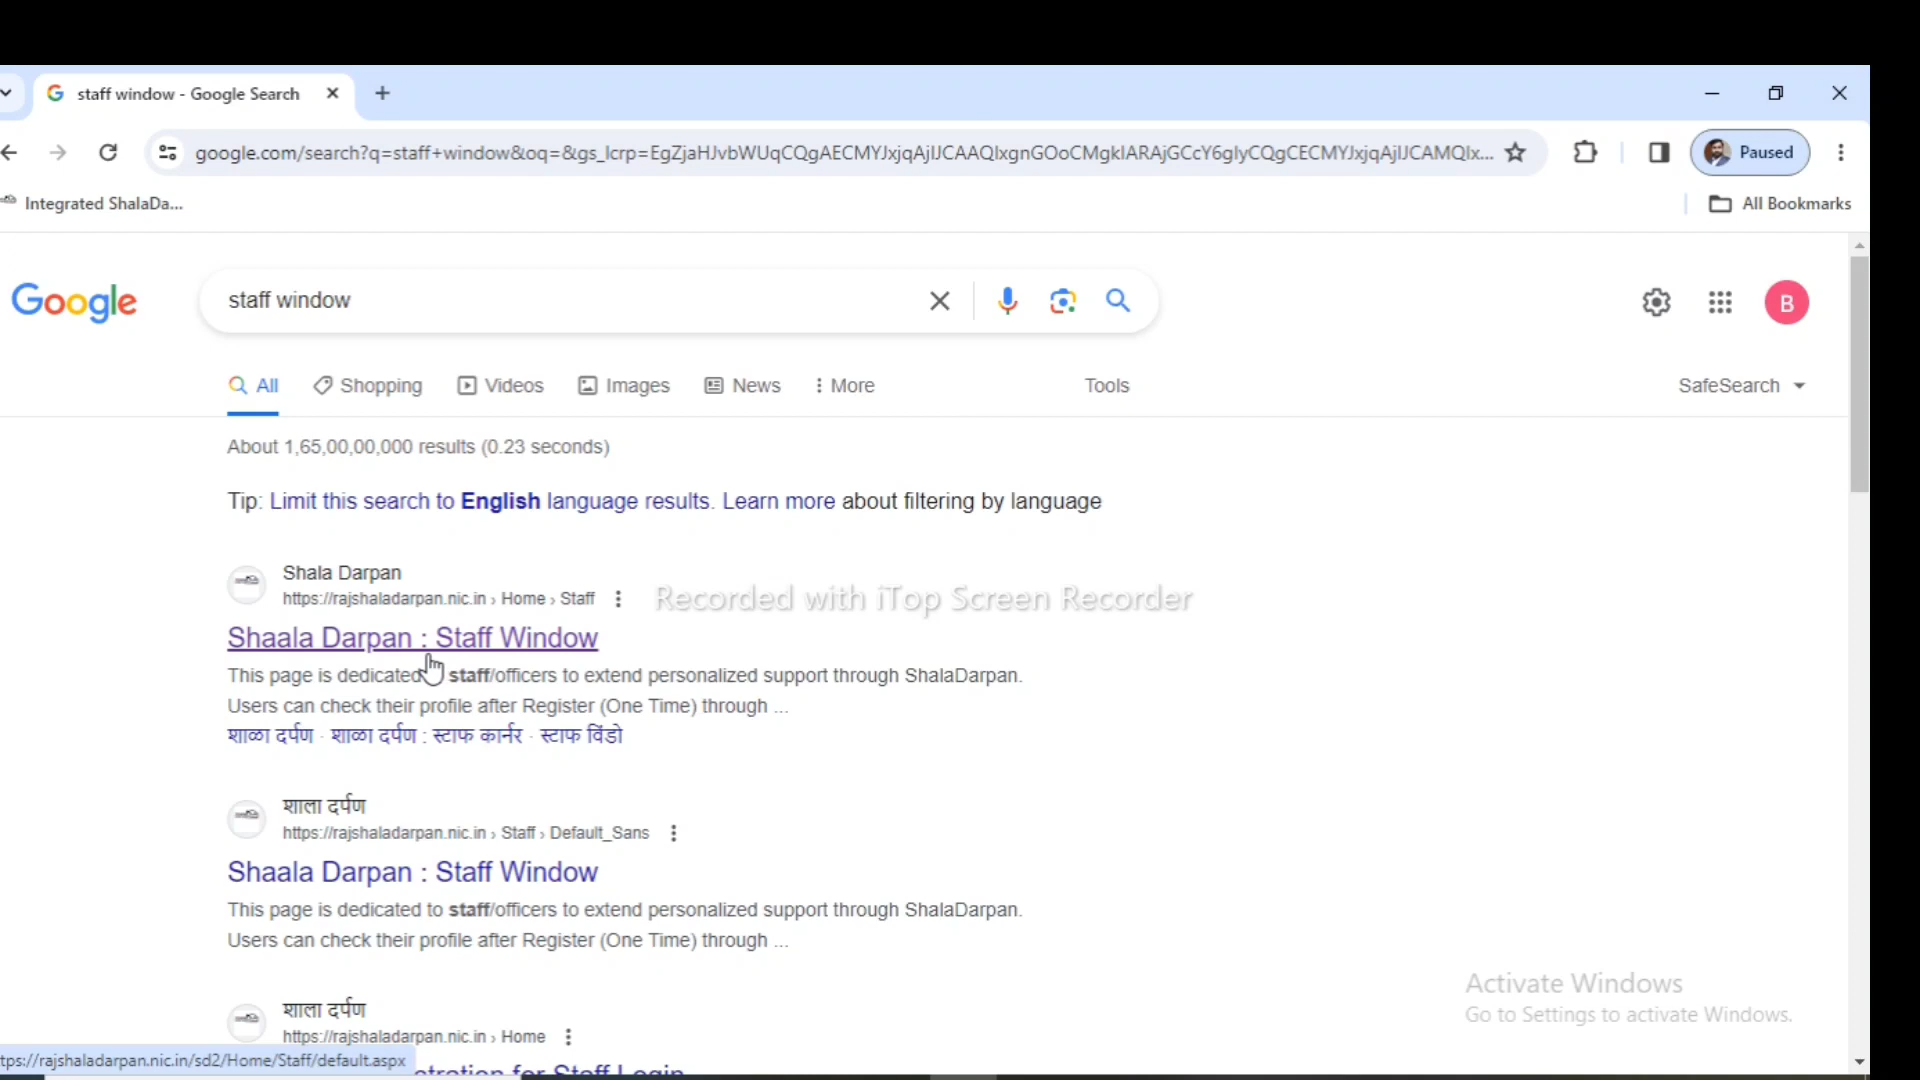 staff window - Google Search
google.com/search?q=staff+window&oq=&gs_lcrp=EgZjaHJvbWUqCQgAECMYJxjqAjIJCAAQIxgnGOoCMgkIARAjGCcY6gIyCQgCECMYJxjqAjIJCAMQIx...
Paused
Integrated ShalaDa...
All Bookmarks
Google
staff window
B
All
Shopping
Videos
Images
News
More
Tools
SafeSearch
About 1,65,00,00,000 results (0.23 seconds)
Tip: Limit this search to English language results. Learn more about filtering by language
Shala Darpan
https://rajshaladarpan.nic.in › Home › Staff
Recorded with iTop Screen Recorder
Shaala Darpan : Staff Window
This page is dedicated staff/officers to extend personalized support through ShalaDarpan.
Users can check their profile after Register (One Time) through ...
शाळा दर्पण · शाळा दर्पण : स्टाफ कार्नर · स्टाफ विंडो
शाला दर्पण
https://rajshaladarpan.nic.in › Staff › Default_Sans
Shaala Darpan : Staff Window
This page is dedicated to staff/officers to extend personalized support through ShalaDarpan.
Users can check their profile after Register (One Time) through ...
Activate Windows
Go to Settings to activate Windows.
शाला दर्पण
https://rajshaladarpan.nic.in › Home
tps://rajshaladarpan.nic.in/sd2/Home/Staff/default.aspx
for Staff Login